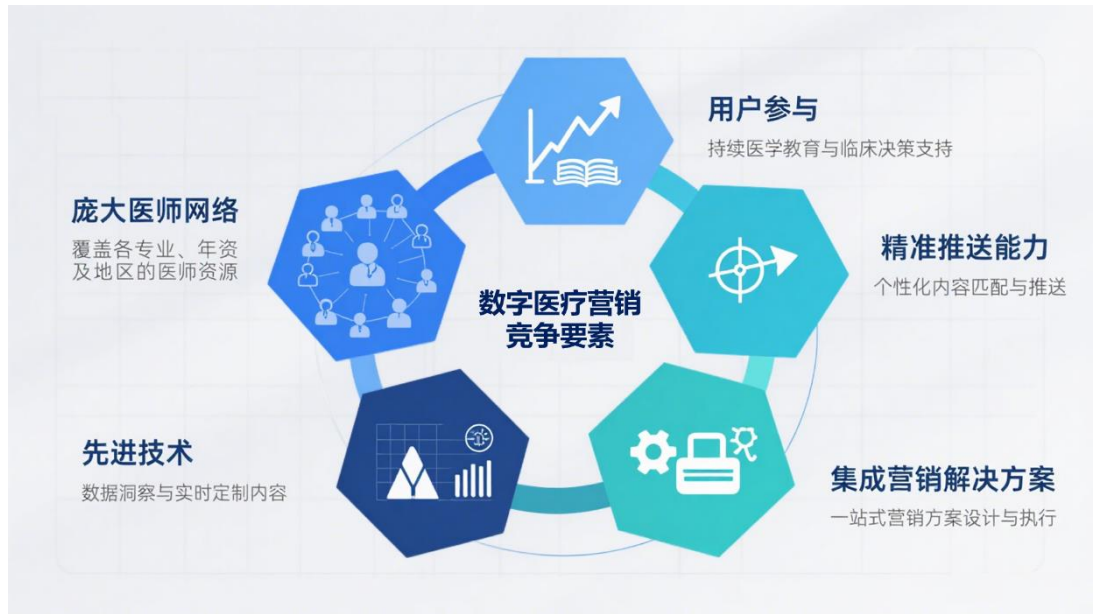 用户参与
持续医学教育与临床决策支持
庞大医师网络
覆盖各专业、年资
及地区的医师资源
精准推送能力
个性化内容匹配与推送
数字医疗营销
竞争要素
先进技术
数据洞察与实时定制内容
集成营销解决方案
一站式营销方案设计与执行